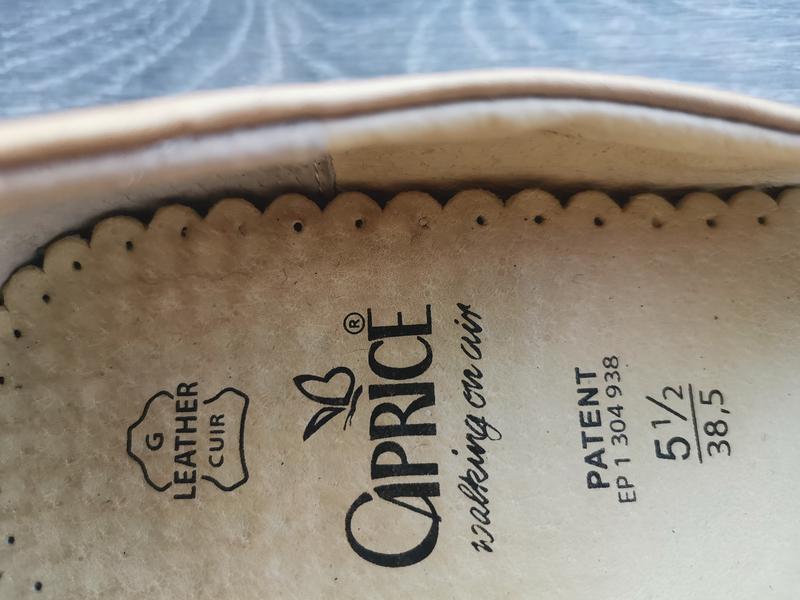 G
LEATHER
CUIR
CAPRICE®
walking on air
PATENT
EP 1 304 938
5 1/2
38,5